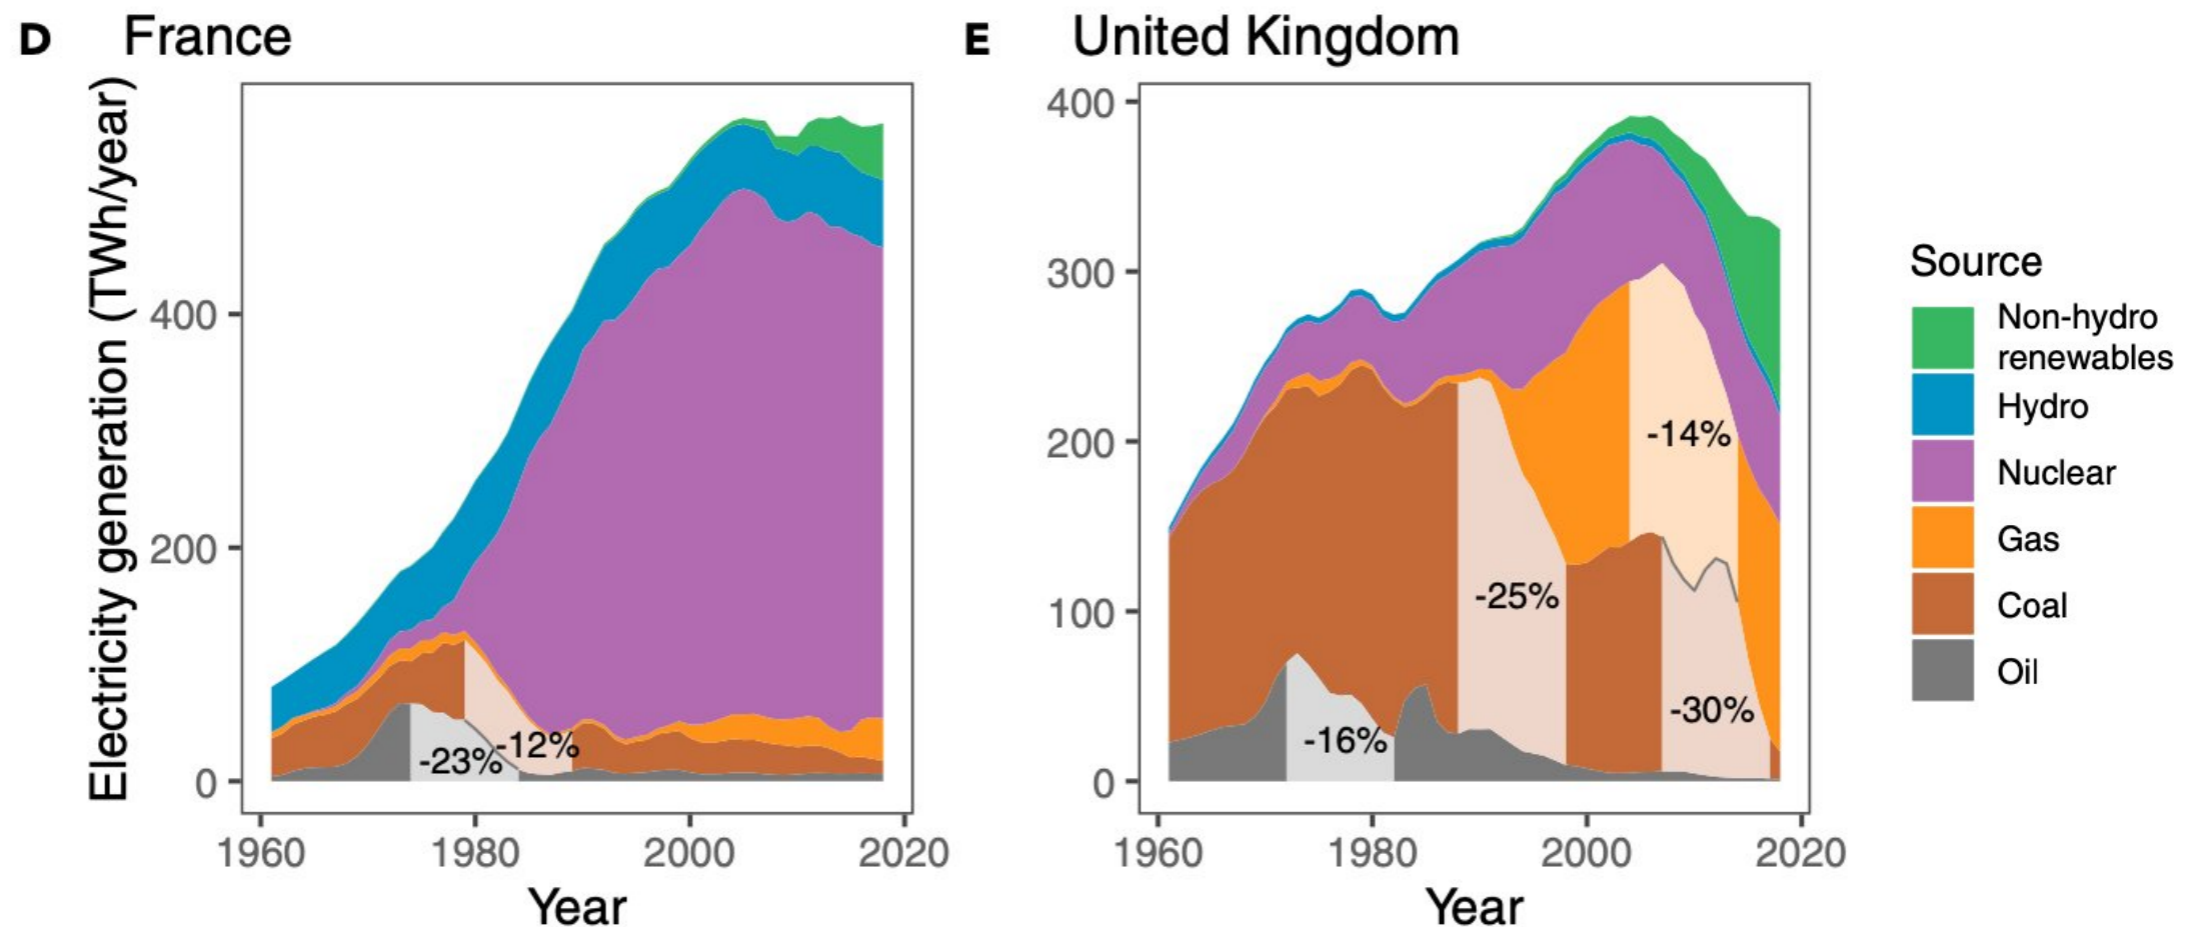 D France
Electricity generation (TWh/year)
400
200
0
-23%
-12%
1960 1980 2000 2020
Year
E United Kingdom
400
300
200
100
0
-14%
-25%
-30%
-16%
1960 1980 2000 2020
Year
Source
Non-hydro
renewables
Hydro
Nuclear
Gas
Coal
Oil